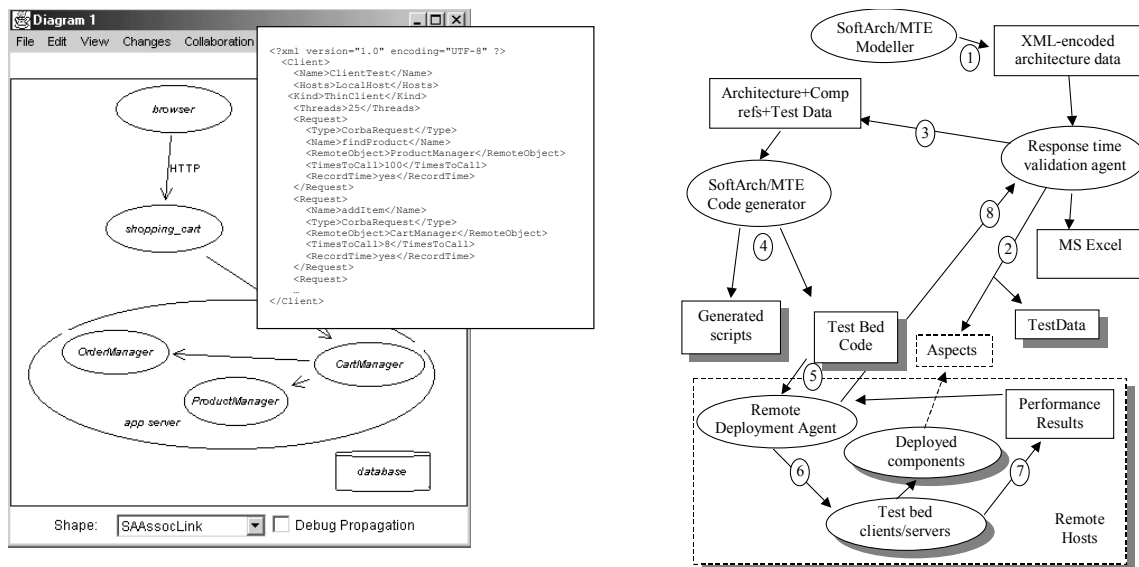 Diagram 1
File Edit View Changes Collaboration
browser
HTTP
shopping_cart
OrderManager
CartManager
ProductManager
app server
database
Shape: SAAssocLink Debug Propagation
<?xml version="1.0" encoding="UTF-8" ?>
<Client>
<Name>ClientTest</Name>
<Hosts>LocalHost</Hosts>
<Kind>ThinClient</Kind>
<Threads>25</Threads>
<Request>
<Type>CorbaRequest</Type>
<Name>findProduct</Name>
<RemoteObject>ProductManager</RemoteObject>
<TimesToCall>100</TimesToCall>
<RecordTime>yes</RecordTime>
</Request>
<Request>
<Name>addItem</Name>
<Type>CorbaRequest</Type>
<RemoteObject>CartManager</RemoteObject>
<TimesToCall>8</TimesToCall>
<RecordTime>yes</RecordTime>
</Request>
<Request>
…
</Client>
SoftArch/MTE
Modeller
1
XML-encoded
architecture data
Architecture+Comp
refs+Test Data
3
Response time
validation agent
SoftArch/MTE
Code generator
8
4
2
MS Excel
Generated
scripts
Test Bed
Code
Aspects
TestData
5
Remote
Deployment Agent
Performance
Results
Deployed
components
6
7
Test bed
clients/servers
Remote
Hosts